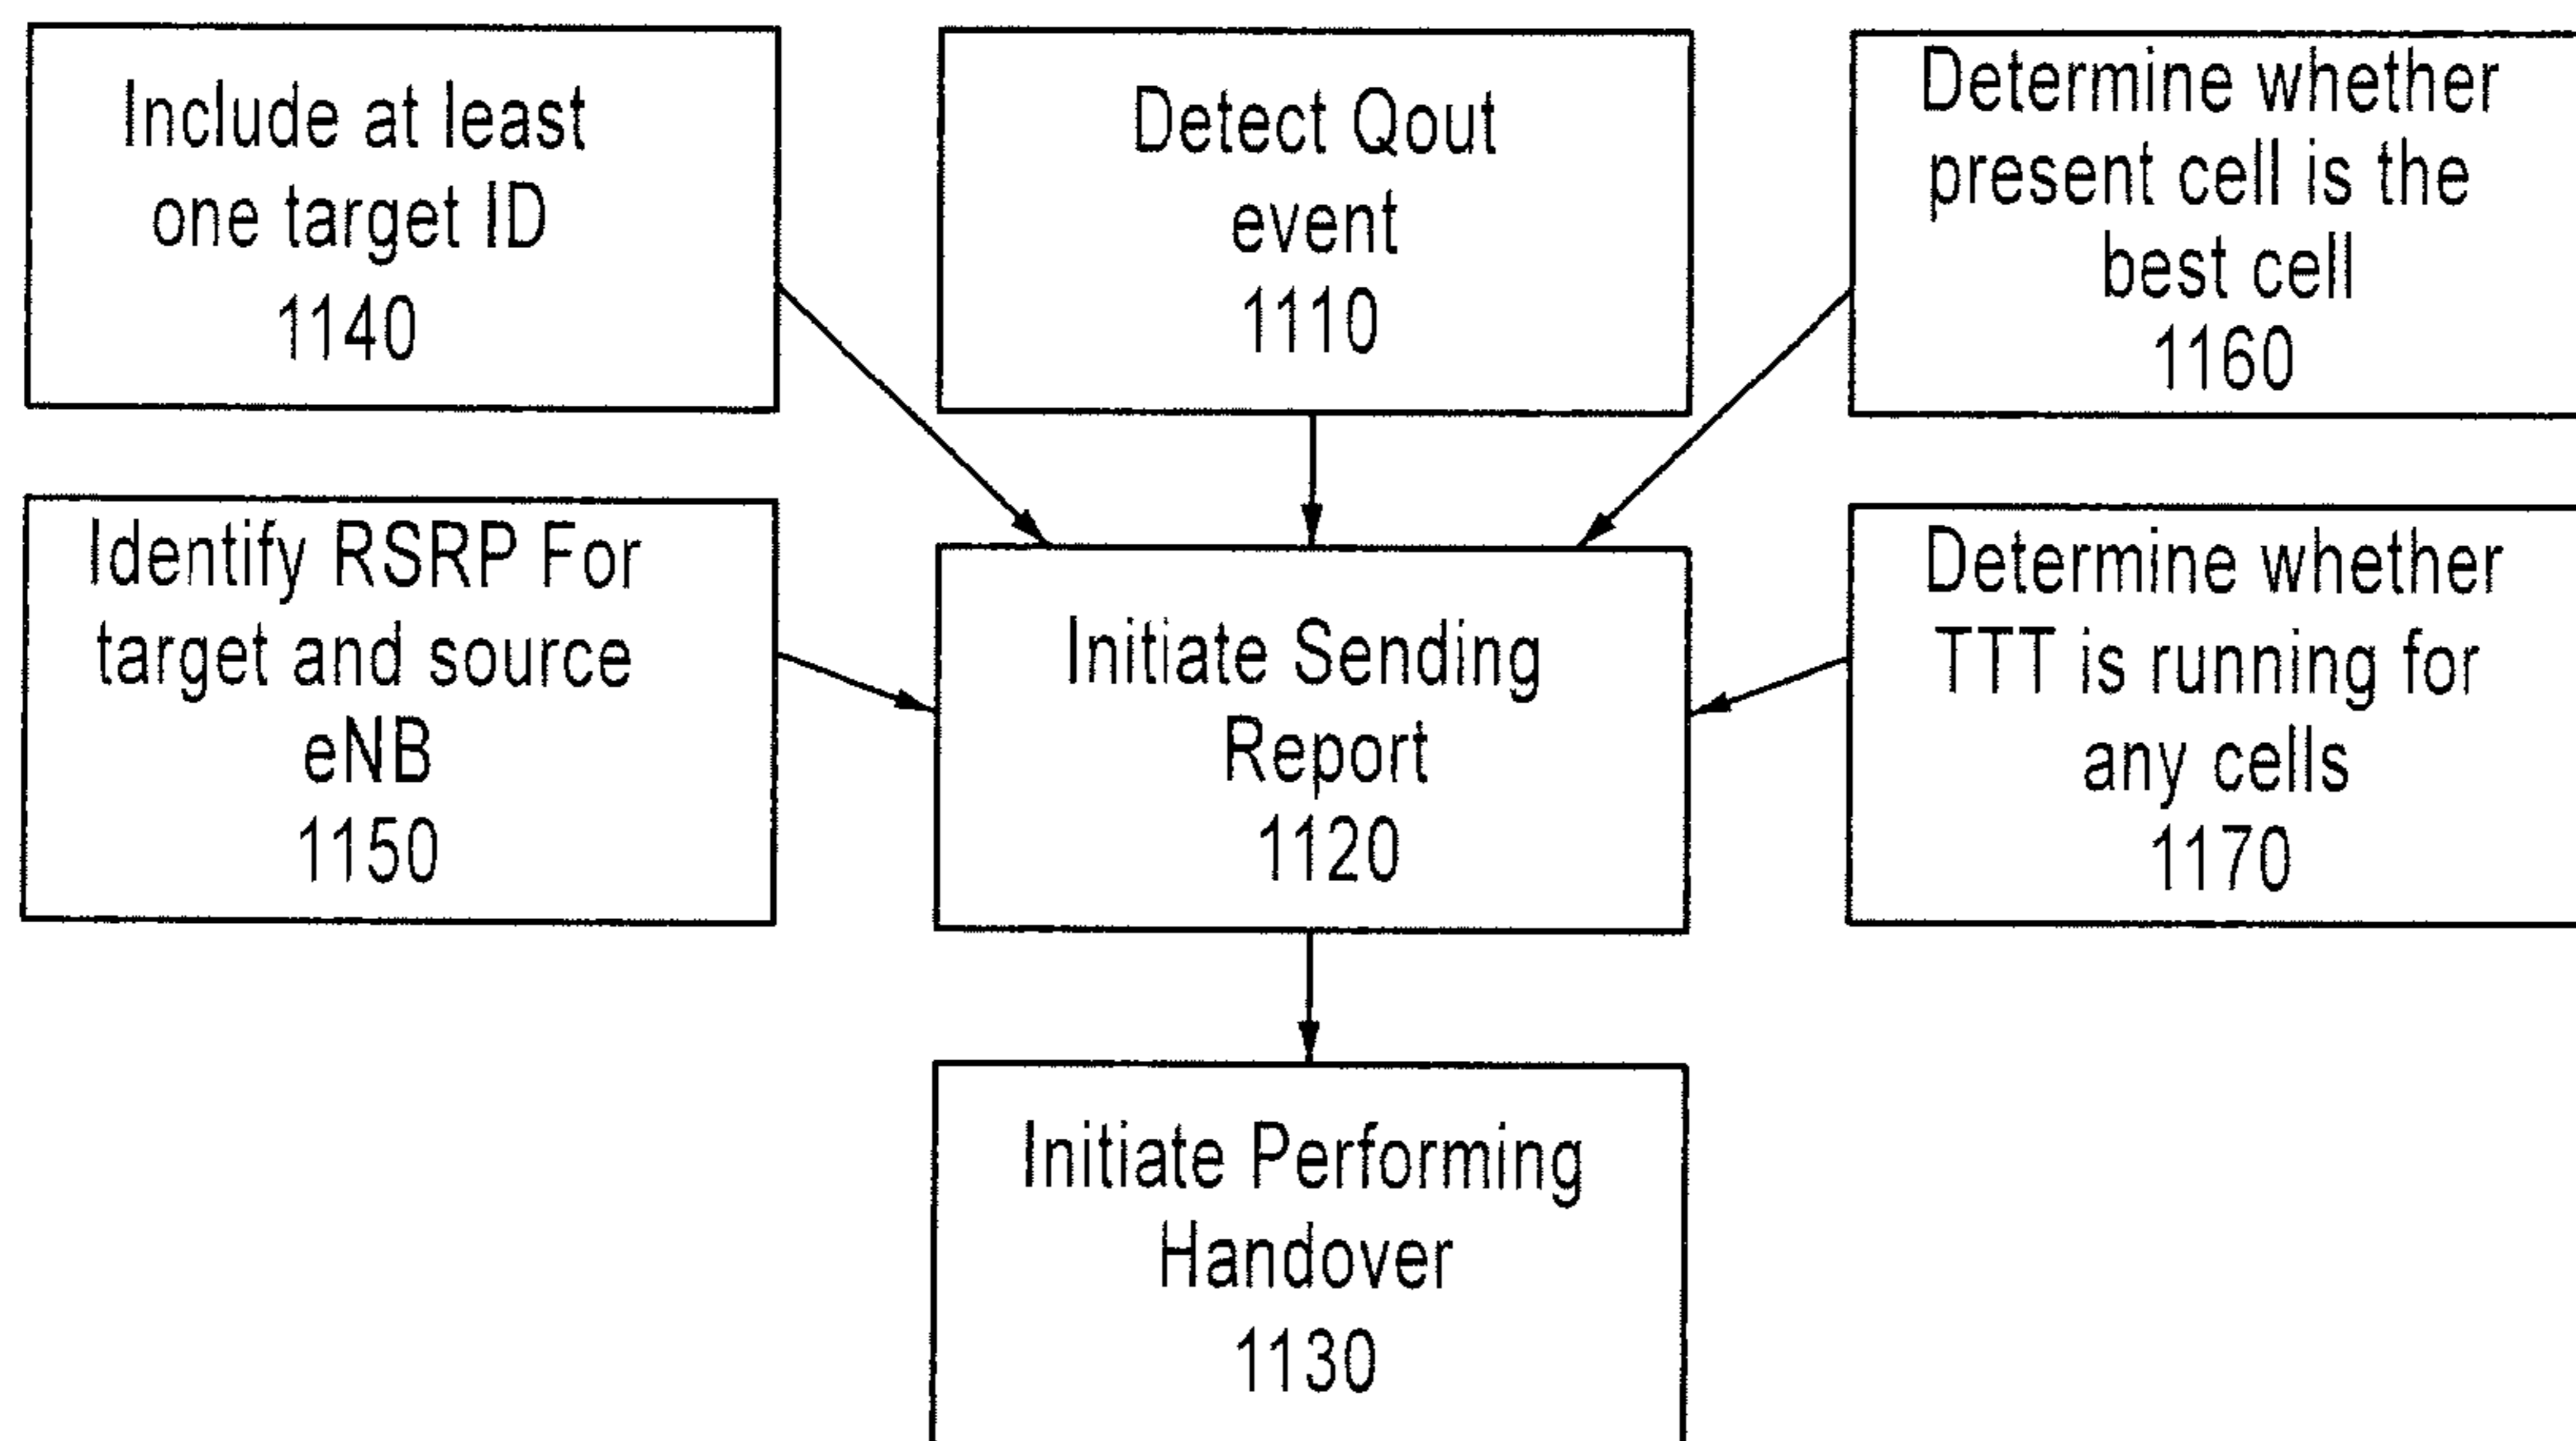 Include at least
one target ID
1140
Detect Qout
event
1110
Determine whether
present cell is the
best cell
1160
Identify RSRP For
target and source
eNB
1150
Initiate Sending
Report
1120
Determine whether
TTT is running for
any cells
1170
Initiate Performing
Handover
1130